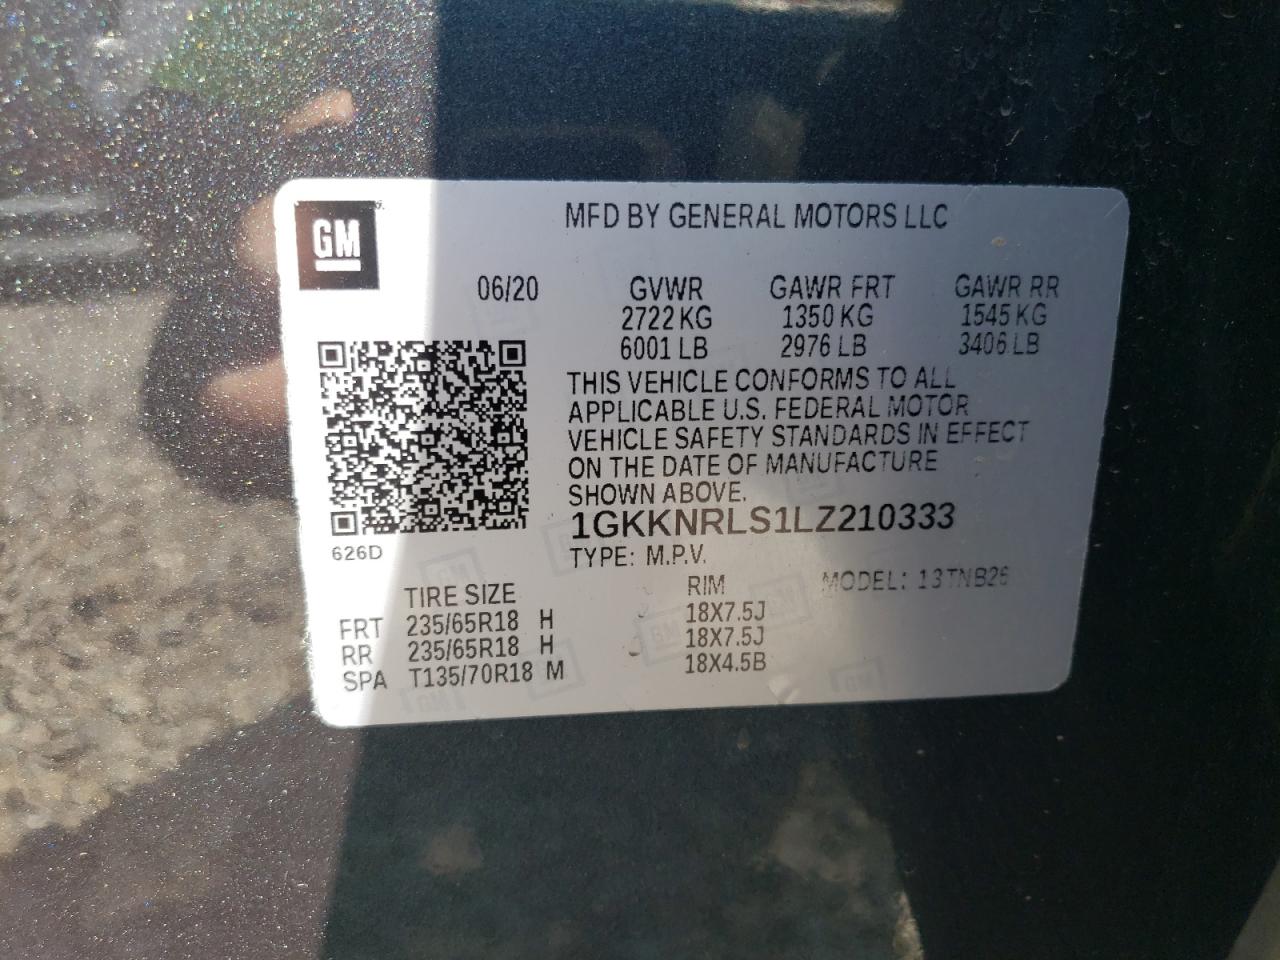 GM
MFD BY GENERAL MOTORS LLC
06/20 GVWR GAWR FRT GAWR RR
2722 KG 1350 KG 1545 KG
6001 LB 2976 LB 3406 LB
THIS VEHICLE CONFORMS TO ALL
APPLICABLE U.S. FEDERAL MOTOR
VEHICLE SAFETY STANDARDS IN EFFECT
ON THE DATE OF MANUFACTURE
SHOWN ABOVE.
1GKKNRLS1LZ210333
626D
TYPE: M.P.V.
TIRE SIZE RIM MODEL: 13TNB26
FRT 235/65R18 H 18X7.5J
RR 235/65R18 H 18X7.5J
SPA T135/70R18 M 18X4.5B